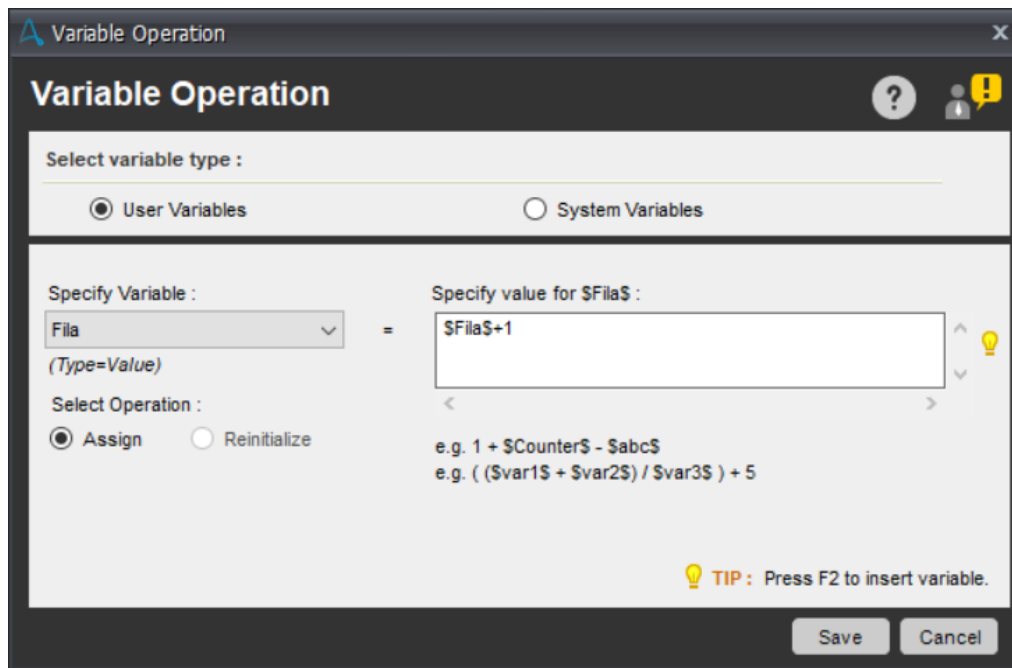 Variable Operation
Variable Operation
Select variable type :
User Variables
System Variables
Specify Variable :
Specify value for $Fila$ :
Fila
=
$Fila$+1
(Type=Value)
Select Operation :
Assign
Reinitialize
e.g. 1 + $Counter$ - $abc$
e.g. ( ($var1$ + $var2$) / $var3$ ) + 5
TIP : Press F2 to insert variable.
Save
Cancel